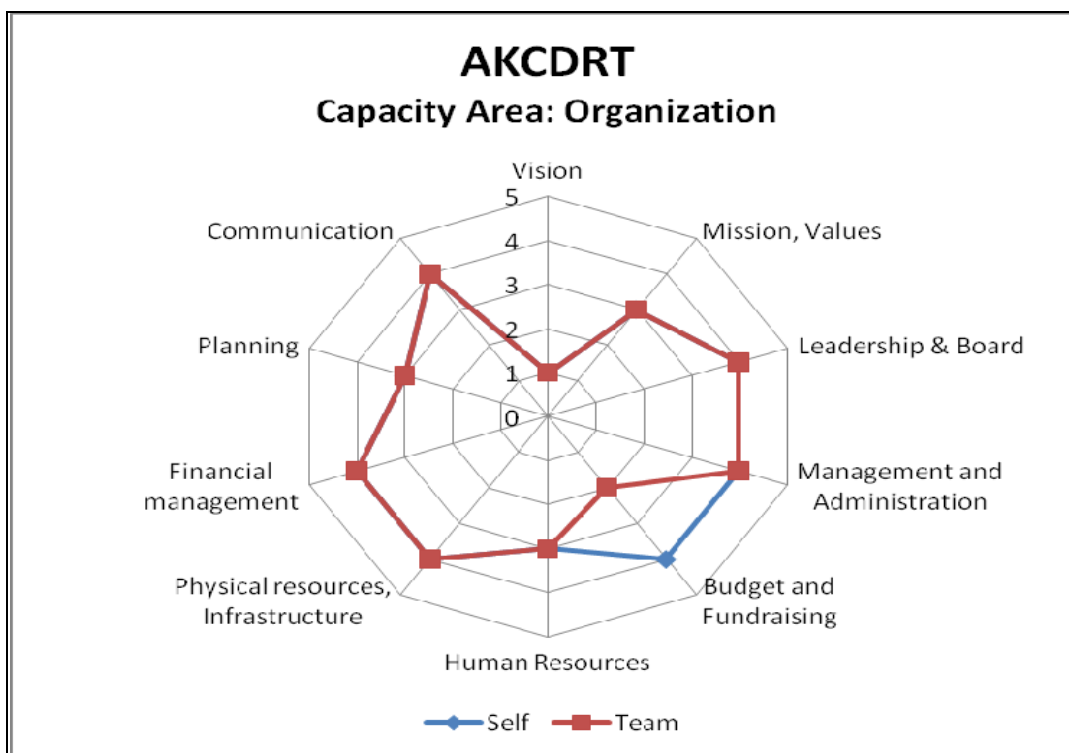 AKCDRT
Capacity Area: Organization
Vision
Mission, Values
Leadership & Board
Management and
Administration
Budget and
Fundraising
Human Resources
Physical resources,
Infrastructure
Financial
management
Planning
Communication
5
4
3
2
1
0
Self
Team